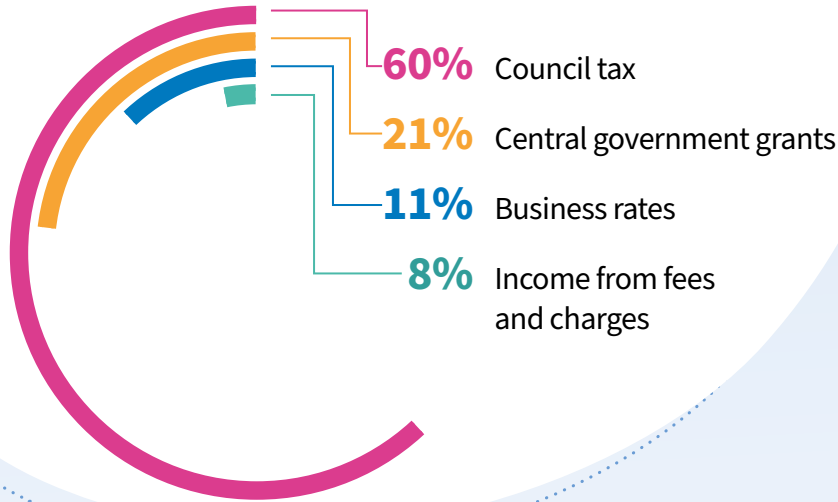 60% Council tax
21% Central government grants
11% Business rates
8% Income from fees
and charges